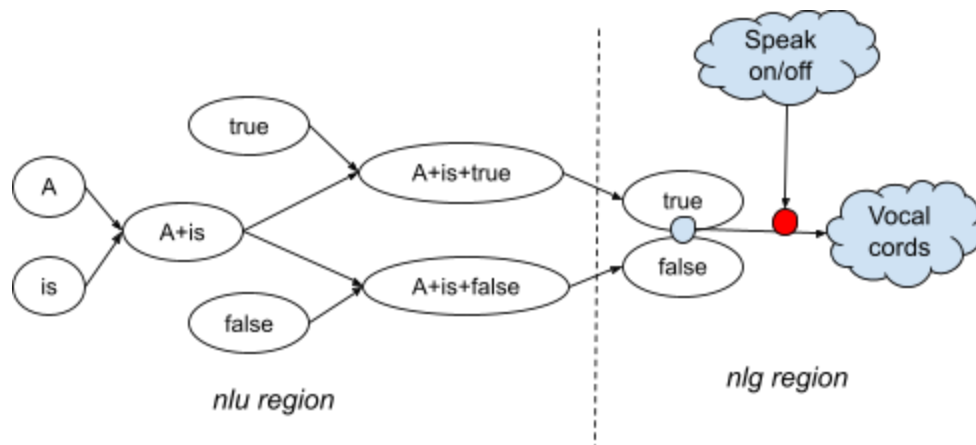 A
is
A+is
true
false
A+is+true
A+is+false
nlu region
true
false
Speak
on/off
Vocal
cords
nlg region